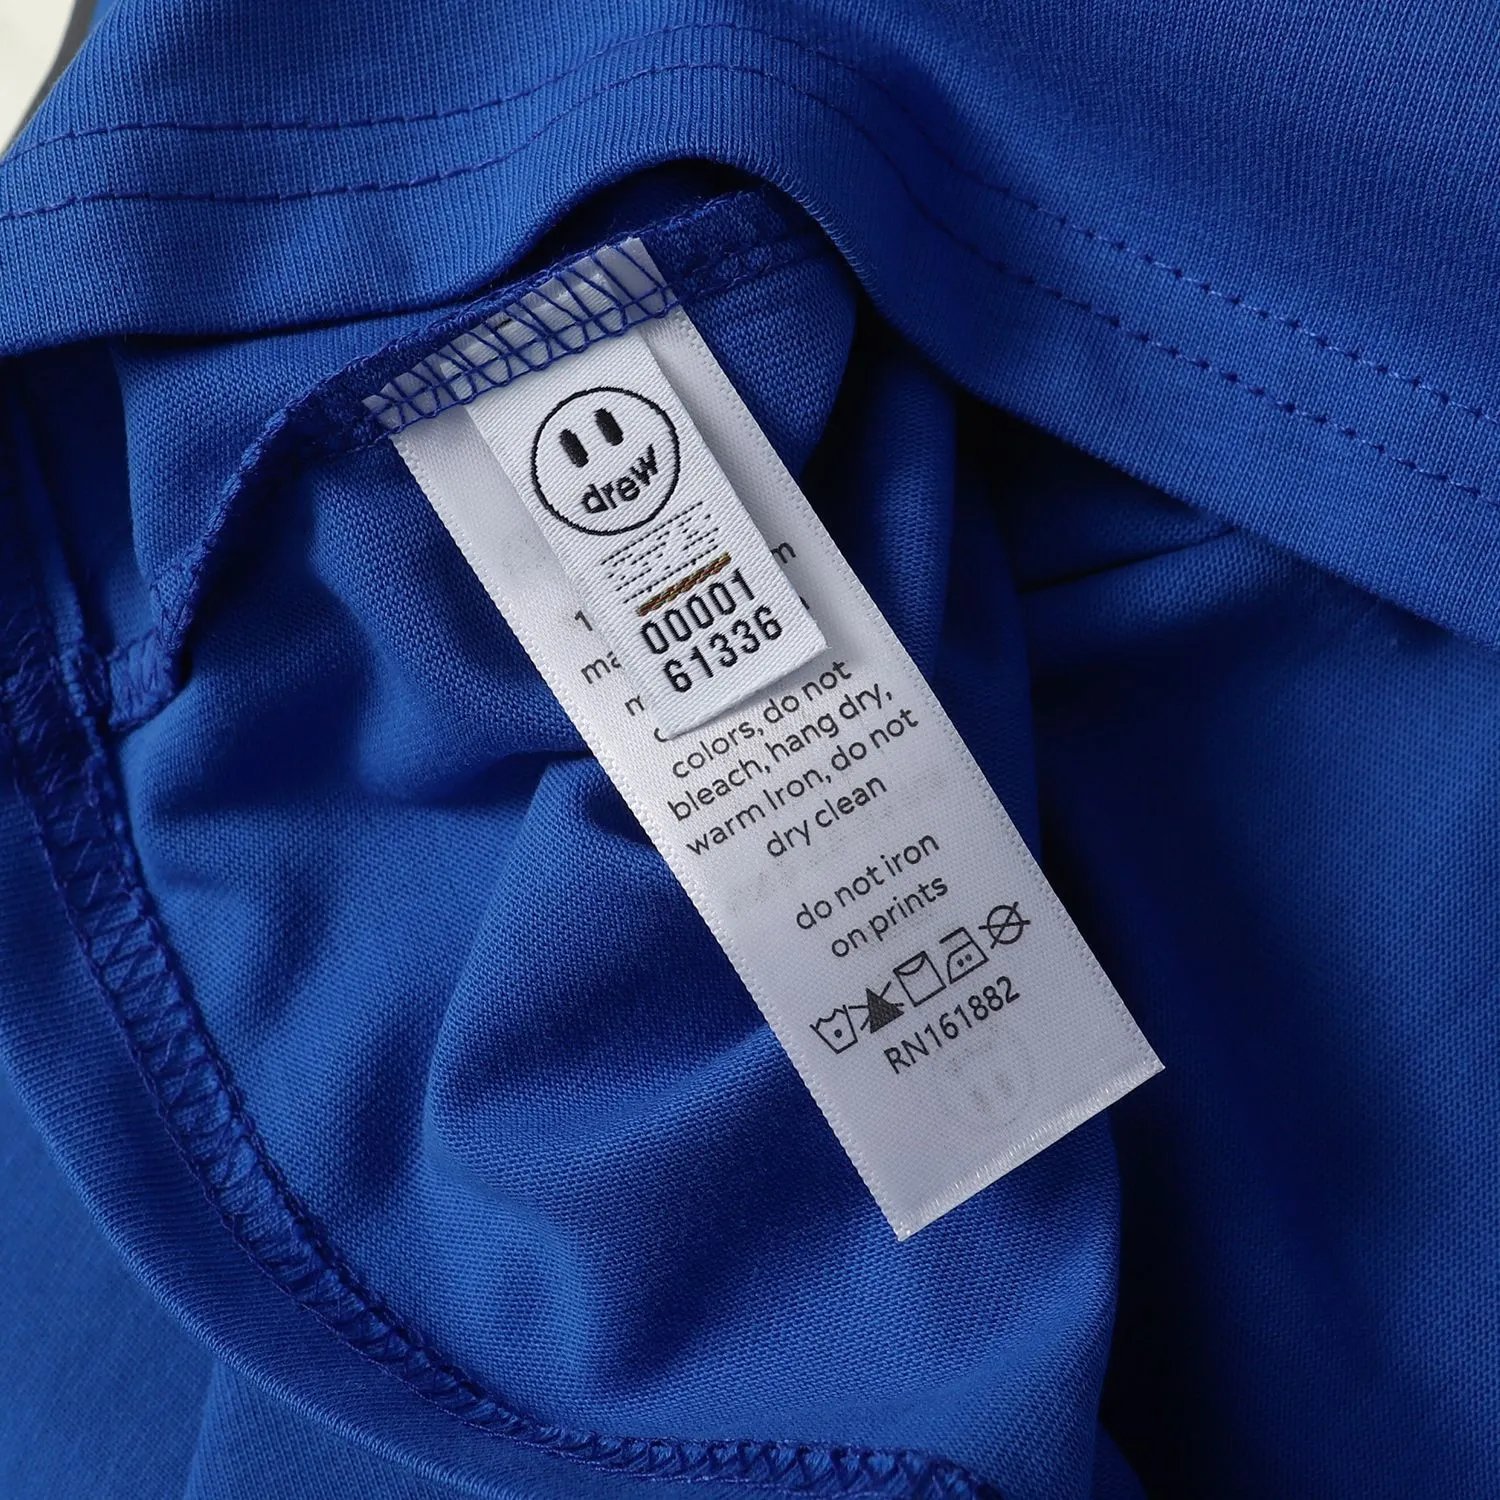 drew
00001
61336
colors, do not
bleach, hang dry,
warm Iron, do not
dry clean
do not iron
on prints
RN161882